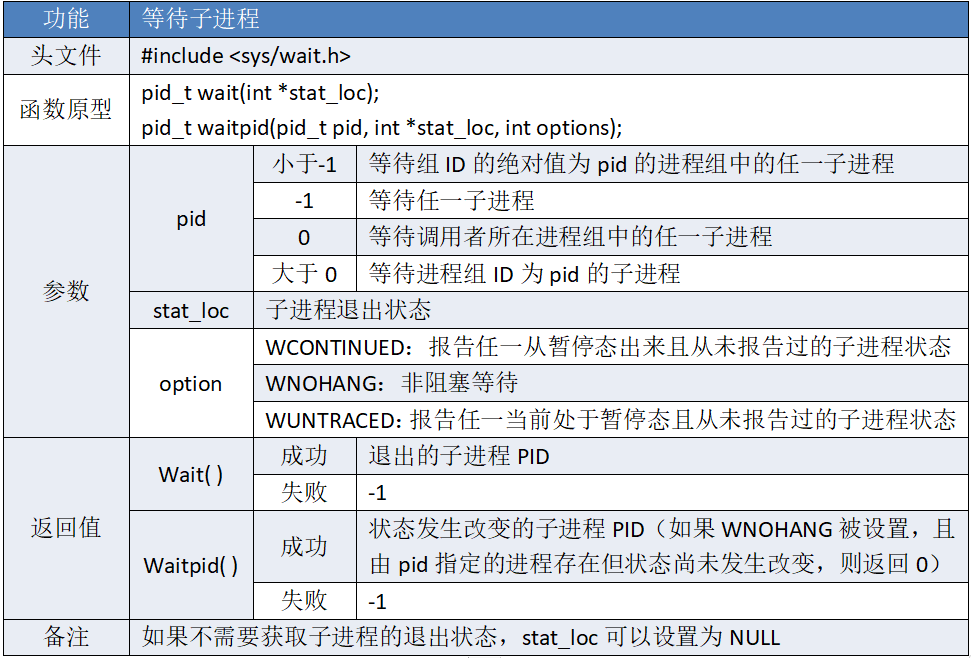 功能 等待子进程
头文件 #include <sys/wait.h>
函数原型
pid_t wait(int *stat_loc);
pid_t waitpid(pid_t pid, int *stat_loc, int options);
参数
pid
小于-1 等待组 ID 的绝对值为 pid 的进程组中的任一子进程
-1 等待任一子进程
0 等待调用者所在进程组中的任一子进程
大于 0 等待进程组 ID 为 pid 的子进程
stat_loc 子进程退出状态
option
WCONTINUED：报告任一从暂停态出来且从未报告过的子进程状态
WNOHANG：非阻塞等待
WUNTRACED：报告任一当前处于暂停态且从未报告过的子进程状态
返回值
Wait( )
成功 退出的子进程 PID
失败 -1
Waitpid( )
成功
状态发生改变的子进程 PID（如果 WNOHANG 被设置，且
由 pid 指定的进程存在但状态尚未发生改变，则返回 0）
失败 -1
备注 如果不需要获取子进程的退出状态，stat_loc 可以设置为 NULL